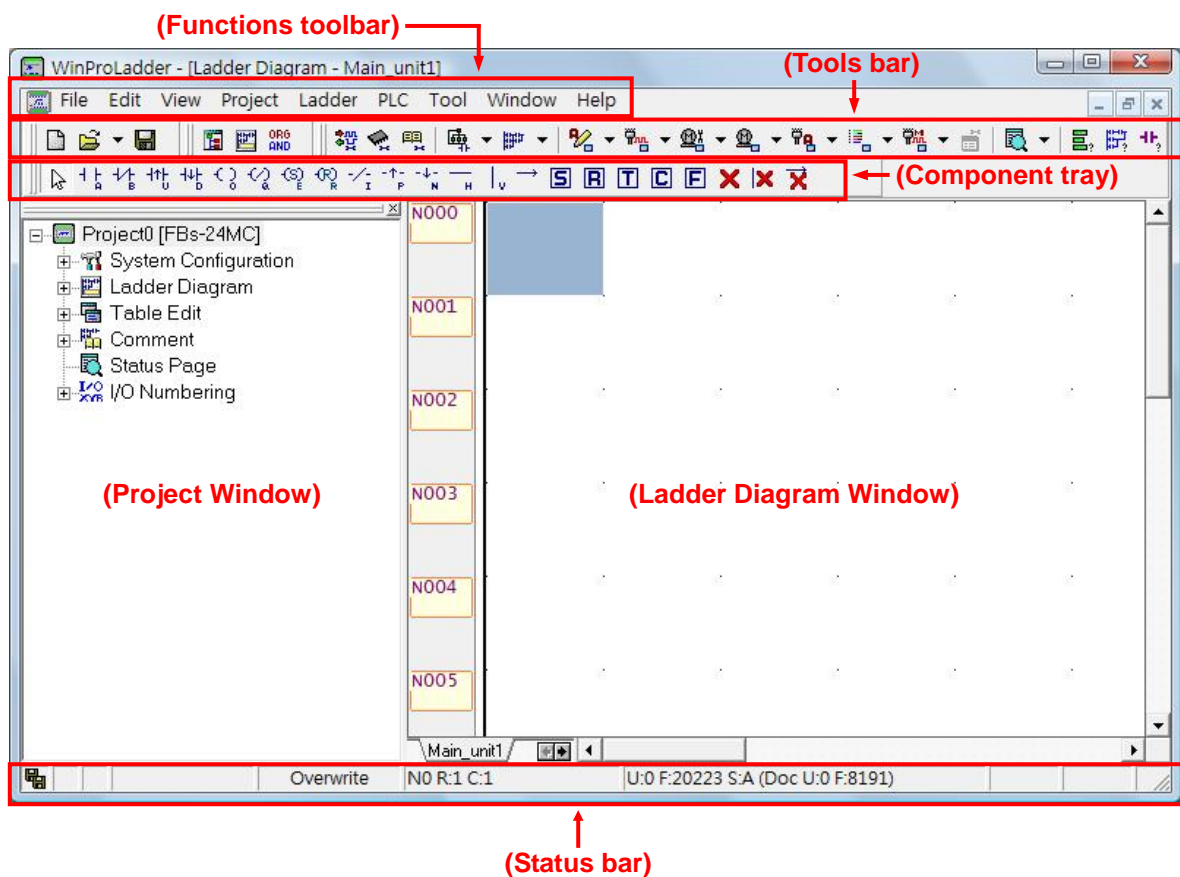 (Functions toolbar)
WinProLadder - [Ladder Diagram - Main_unit1]
(Tools bar)
File Edit View Project Ladder PLC Tool Window Help
ORG
AND
A B U D O Q E R I P N H V S R T C F
(Component tray)
Project0 [FBs-24MC]
System Configuration
Ladder Diagram
Table Edit
Comment
Status Page
I/O Numbering
(Project Window)
N000
N001
N002
N003
(Ladder Diagram Window)
N004
N005
Main_unit1
Overwrite N0 R:1 C:1 U:0 F:20223 S:A (Doc U:0 F:8191)
(Status bar)